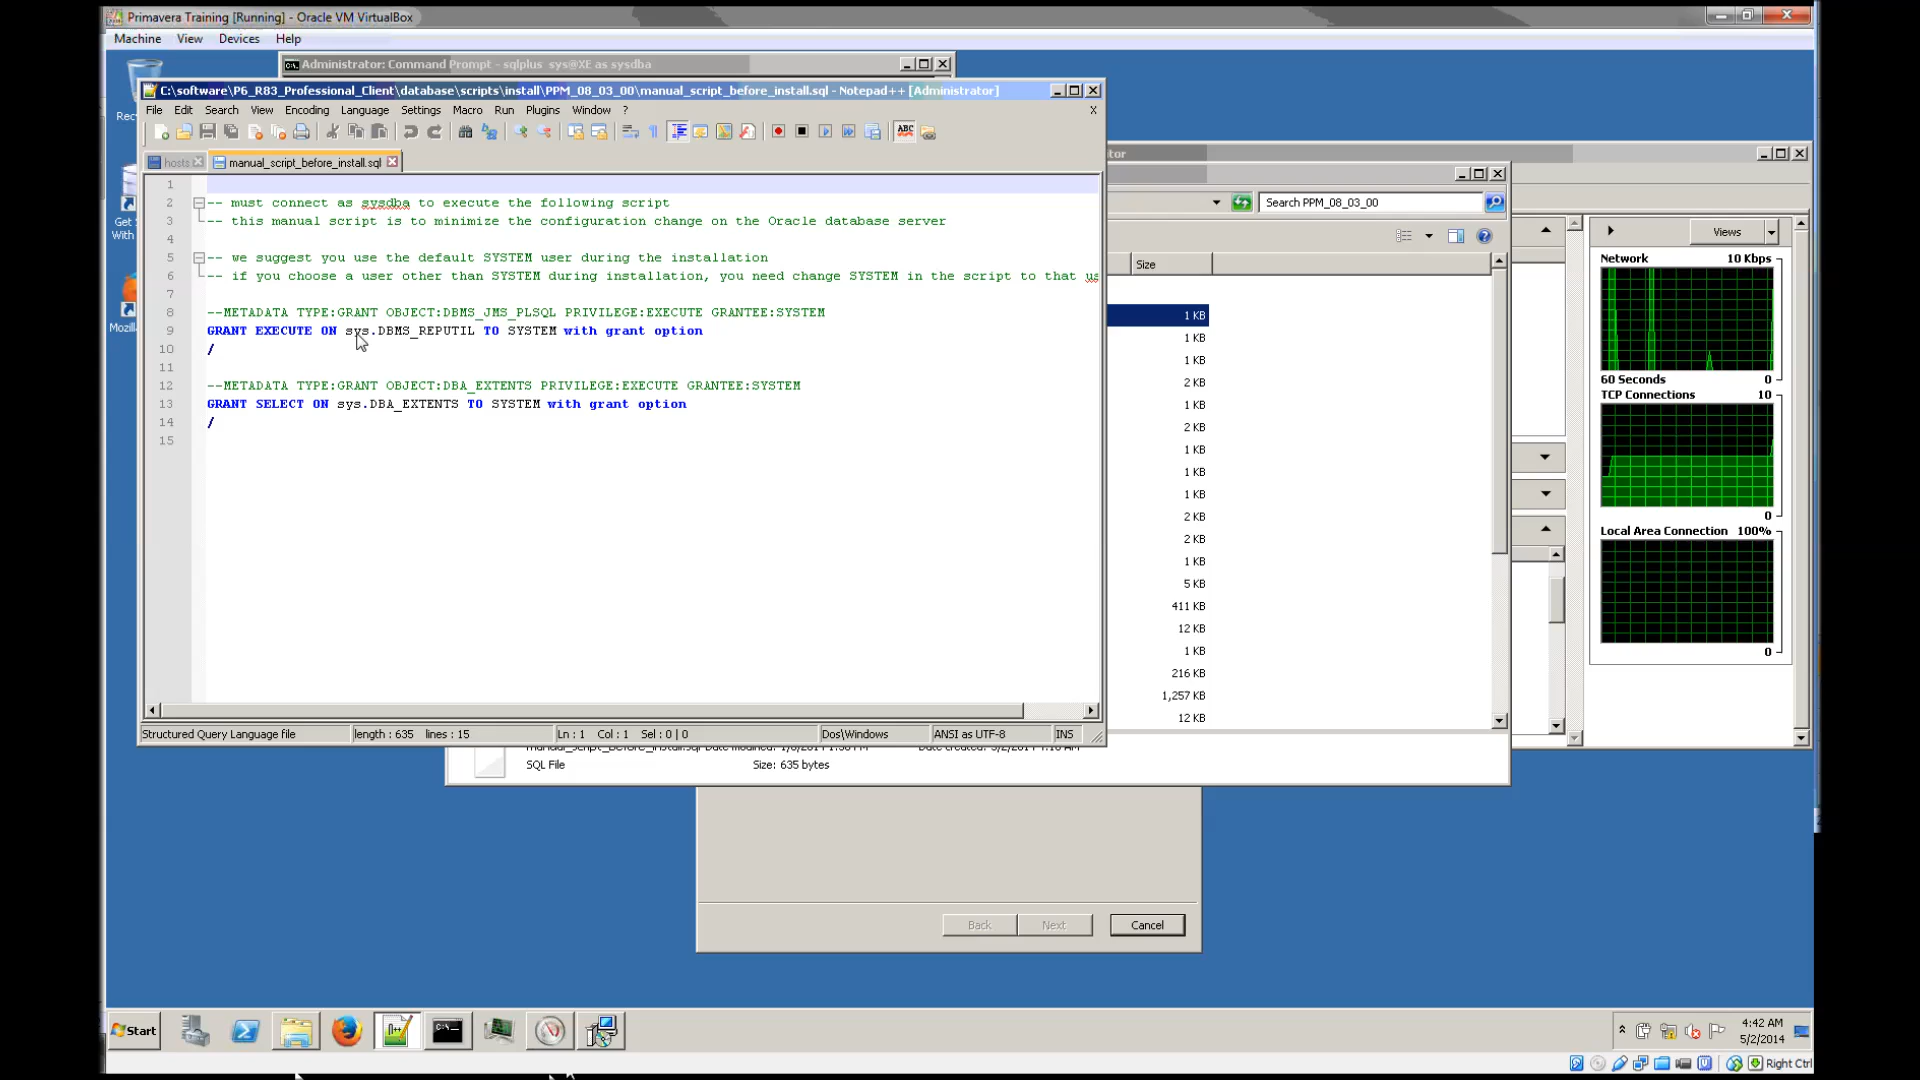 Primavera Training [Running] - Oracle VM VirtualBox
Machine View Devices Help
Administrator: Command Prompt - sqlplus sys@XE as sysdba
C:\software\P6_R83_Professional_Client\database\scripts\install\PPM_08_03_00\manual_script_before_install.sql - Notepad++ [Administrator]
File Edit Search View Encoding Language Settings Macro Run Plugins Window ? X
hosts manual_script_before_install.sql
1
2 -- must connect as sysdba to execute the following script
3 -- this manual script is to minimize the configuration change on the Oracle database server
4
5 -- we suggest you use the default SYSTEM user during the installation
6 -- if you choose a user other than SYSTEM during installation, you need change SYSTEM in the script to that
7
8 --METADATA TYPE:GRANT OBJECT:DBMS_JMS_PLSQL PRIVILEGE:EXECUTE GRANTEE:SYSTEM
9 GRANT EXECUTE ON sys.DBMS_REPUTIL TO SYSTEM with grant option
10 /
11
12 --METADATA TYPE:GRANT OBJECT:DBA_EXTENTS PRIVILEGE:EXECUTE GRANTEE:SYSTEM
13 GRANT SELECT ON sys.DBA_EXTENTS TO SYSTEM with grant option
14 /
15
Structured Query Language file length : 635 lines : 15 Ln : 1 Col : 1 Sel : 0 | 0 Dos\Windows ANSI as UTF-8 INS
Search PPM_08_03_00
Size
1 KB
1 KB
1 KB
2 KB
1 KB
2 KB
1 KB
1 KB
1 KB
2 KB
2 KB
1 KB
5 KB
411 KB
12 KB
1 KB
216 KB
1,257 KB
12 KB
SQL File Size: 635 bytes
Views
Network 10 Kbps
60 Seconds 0
TCP Connections 10
0
Local Area Connection 100%
0
Back Next Cancel
Get
With
Mozill
Start
4:42 AM
5/2/2014
Right Ctrl